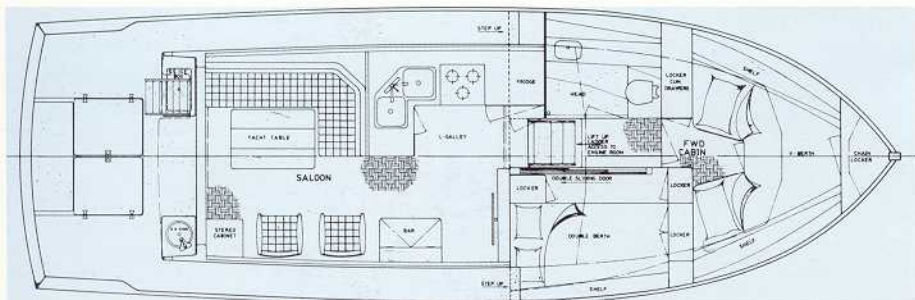 STEP UP
SHELF
LOCKER
CUM
DRAWERS
FRIDGE
HEAD
YACHT TABLE
L-GALLEY
LIFT UP
LADDER
ACCESS TO
ENGINE ROOM
FWD
CABIN
V-BERTH
CHAIN
LOCKER
SALOON
DOUBLE SLIDING DOOR
LOCKER
LOCKER
STEREO
CABINET
BAR
DOUBLE BERTH
LOCKER
SHELF
STEP UP
SHELF